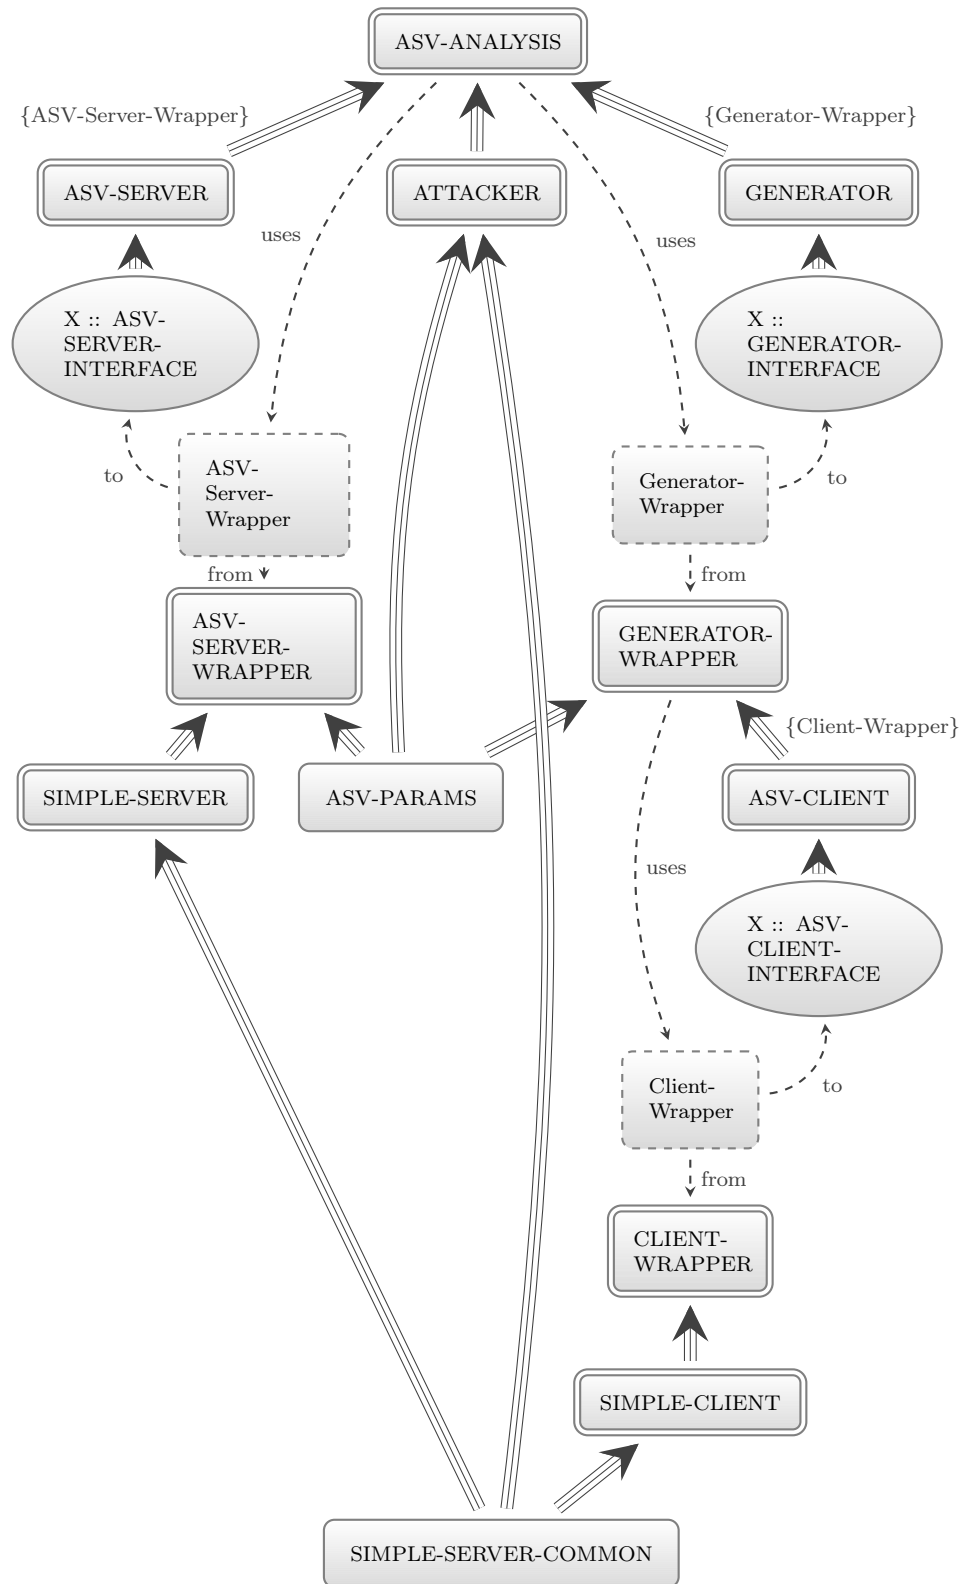 ASV-ANALYSIS
{ASV-Server-Wrapper}
{Generator-Wrapper}
ASV-SERVER
ATTACKER
GENERATOR
uses
uses
X :: ASV-
SERVER-
INTERFACE
X ::
GENERATOR-
INTERFACE
to
ASV-
Server-
Wrapper
Generator-
Wrapper
to
from
from
ASV-
SERVER-
WRAPPER
GENERATOR-
WRAPPER
{Client-Wrapper}
SIMPLE-SERVER
ASV-PARAMS
ASV-CLIENT
uses
X :: ASV-
CLIENT-
INTERFACE
Client-
Wrapper
to
from
CLIENT-
WRAPPER
SIMPLE-CLIENT
SIMPLE-SERVER-COMMON